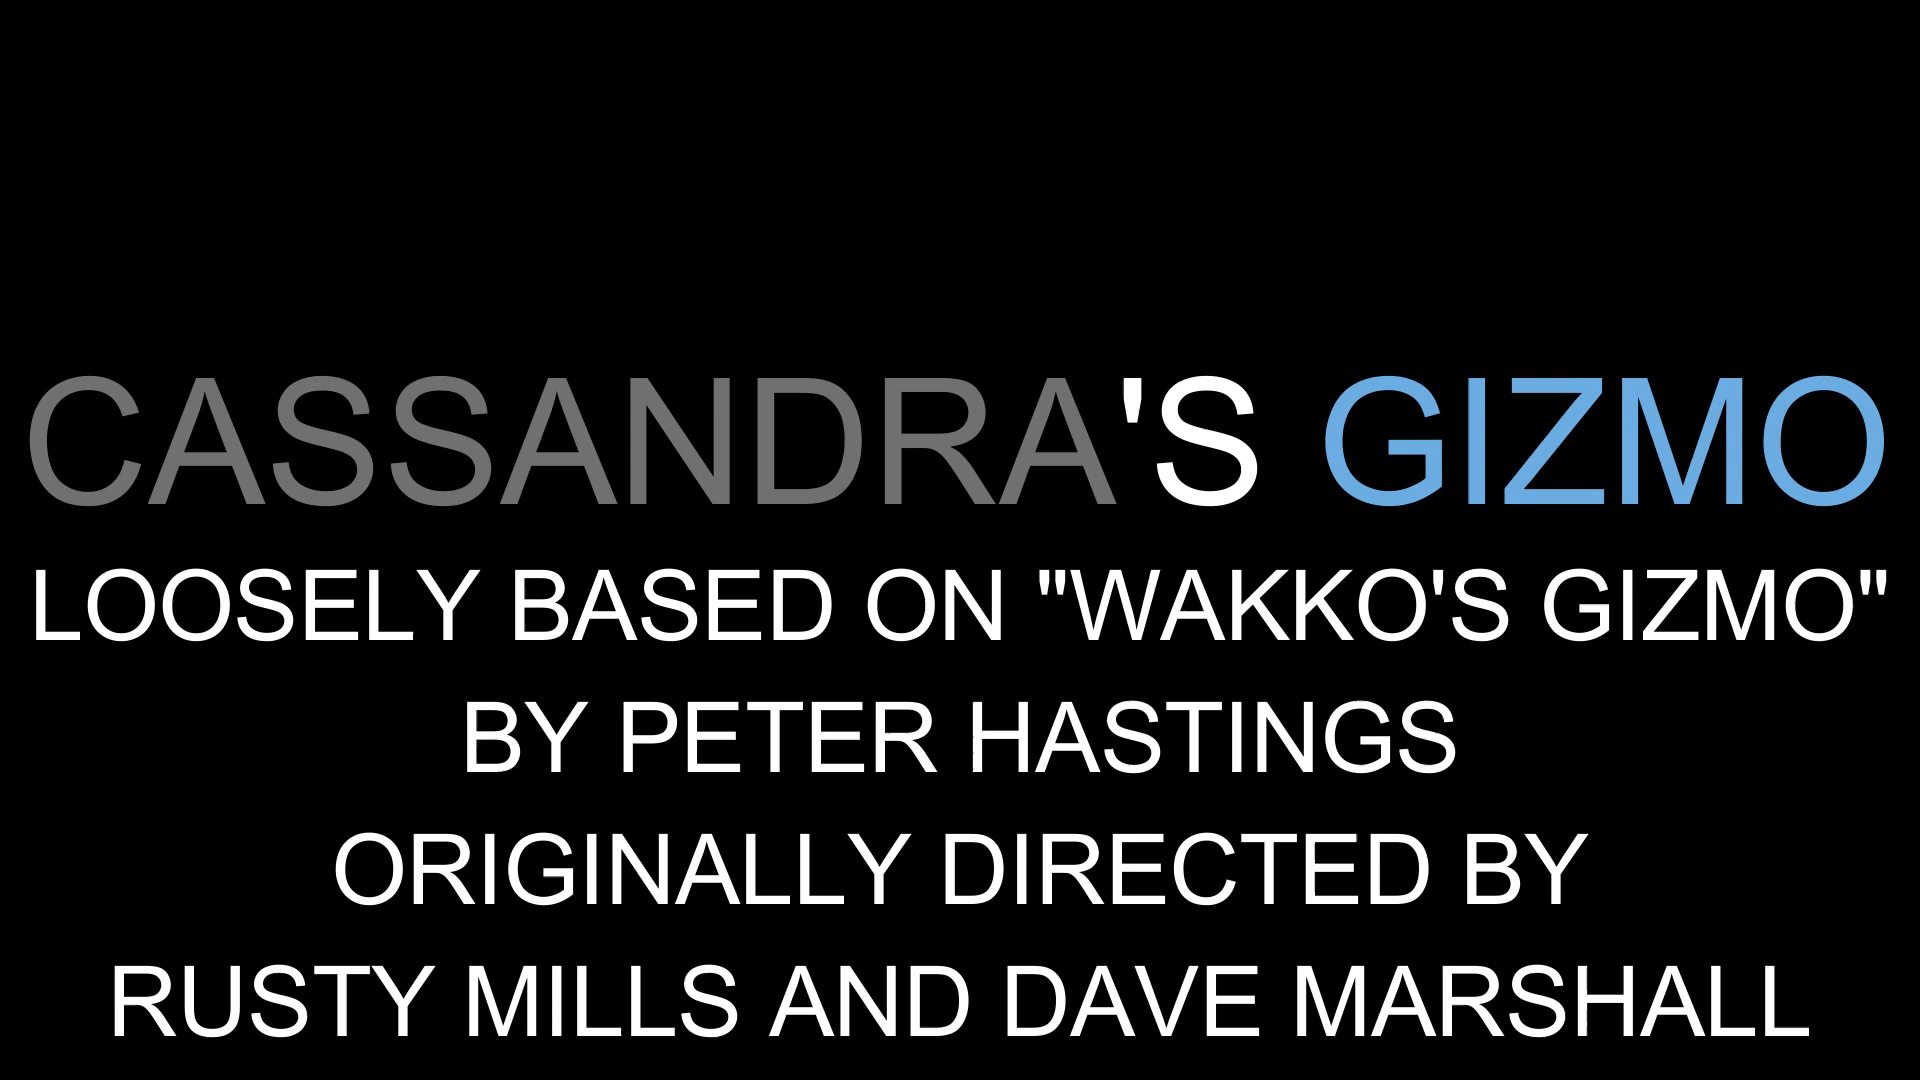 CASSANDRA'S GIZMO
LOOSELY BASED ON "WAKKO'S GIZMO"
BY PETER HASTINGS
ORIGINALLY DIRECTED BY
RUSTY MILLS AND DAVE MARSHALL